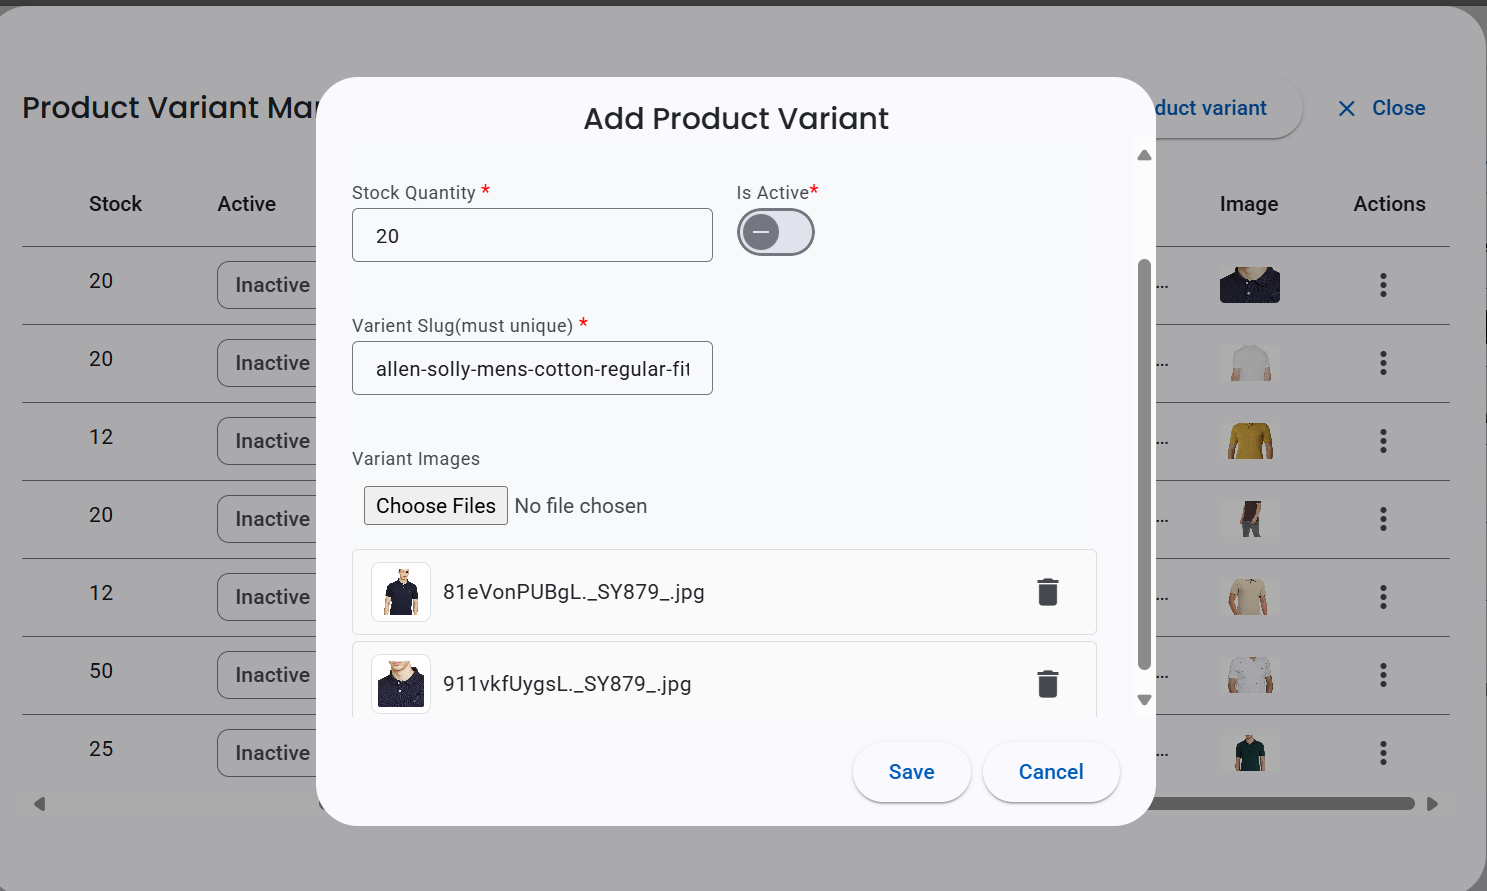 Product Variant Mar
duct variant
Close
Stock
Active
Image
Actions
20
Inactive
...
20
Inactive
...
12
Inactive
...
20
Inactive
...
12
Inactive
...
50
Inactive
...
25
Inactive
...
Add Product Variant
Stock Quantity *
Is Active*
20
Varient Slug(must unique) *
allen-solly-mens-cotton-regular-fit
Variant Images
Choose Files No file chosen
81eVonPUBgL._SY879_.jpg
911vkfUygsL._SY879_.jpg
Save
Cancel